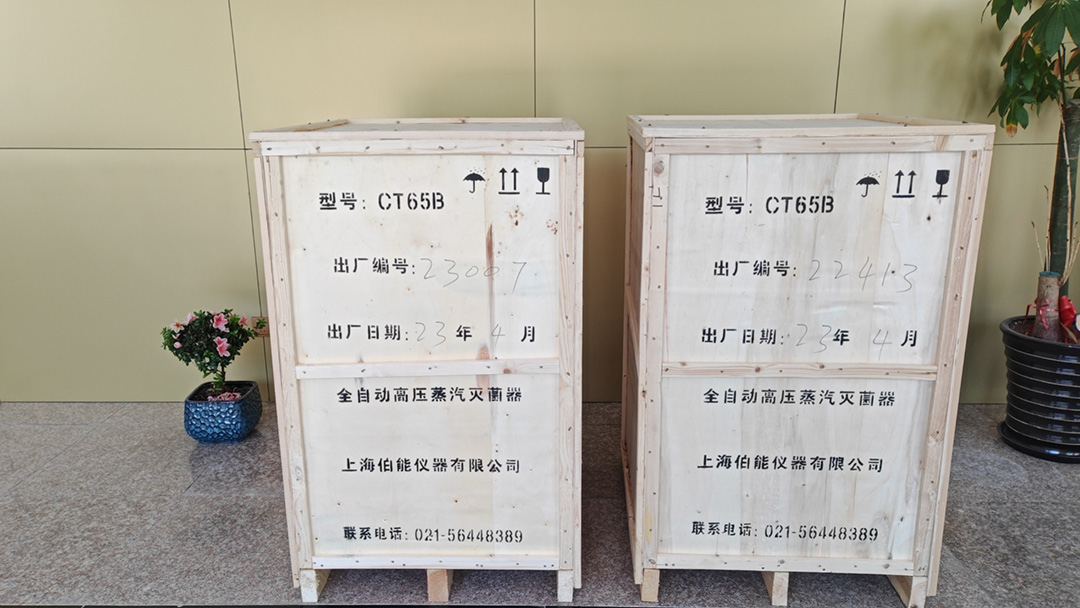 型号: CT65B
出厂编号: 23007
出厂日期: 23年 4月
全自动高压蒸汽灭菌器
上海伯能仪器有限公司
联系电话: 021-56448389
型号: CT65B
出厂编号: 22413
出厂日期: 23年 4月
全自动高压蒸汽灭菌器
上海伯能仪器有限公司
联系电话: 021-56448389